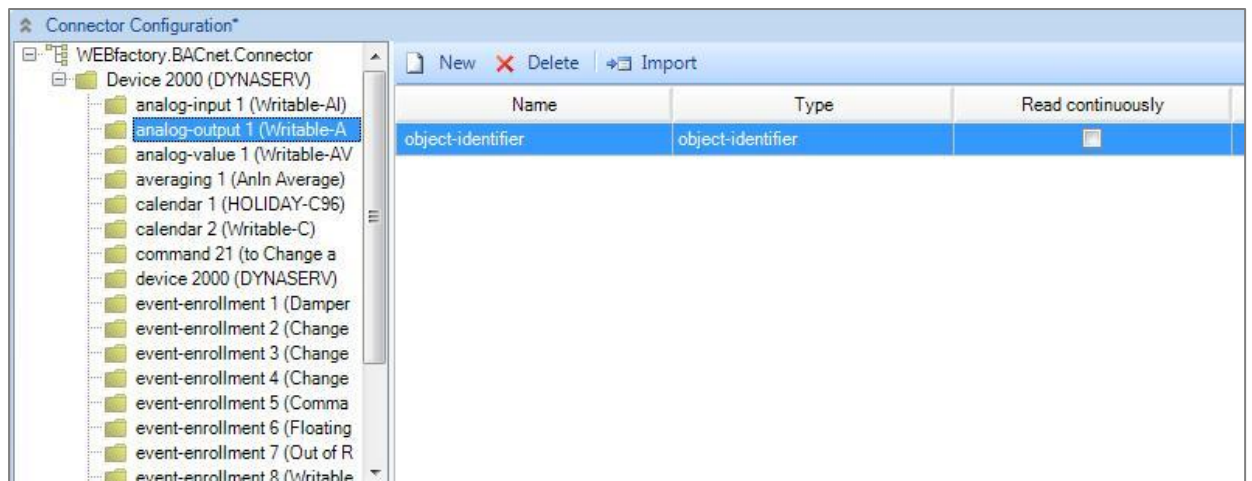 Connector Configuration*
WEBfactory.BACnet.Connector
Device 2000 (DYNASERV)
analog-input 1 (Writable-AI)
analog-output 1 (Writable-A
analog-value 1 (Writable-AV
averaging 1 (AnIn Average)
calendar 1 (HOLIDAY-C96)
calendar 2 (Writable-C)
command 21 (to Change a
device 2000 (DYNASERV)
event-enrollment 1 (Damper
event-enrollment 2 (Change
event-enrollment 3 (Change
event-enrollment 4 (Change
event-enrollment 5 (Comma
event-enrollment 6 (Floating
event-enrollment 7 (Out of R
event-enrollment 8 (Writable
New Delete Import
Name Type Read continuously
object-identifier object-identifier